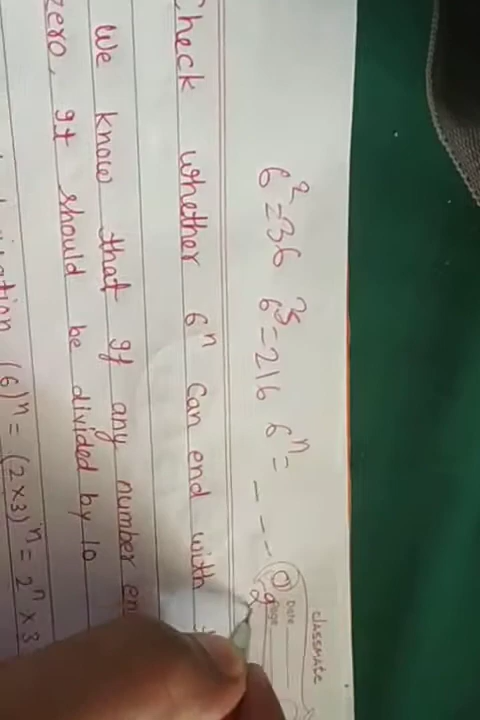 classmate
Date
Page
6² = 36 6³ = 216 6ⁿ = _ _ _ 0
Check whether 6ⁿ can end with
We know that if any number
zero, It should be divided by 10
(6)ⁿ = (2×3)ⁿ = 2ⁿ × 3